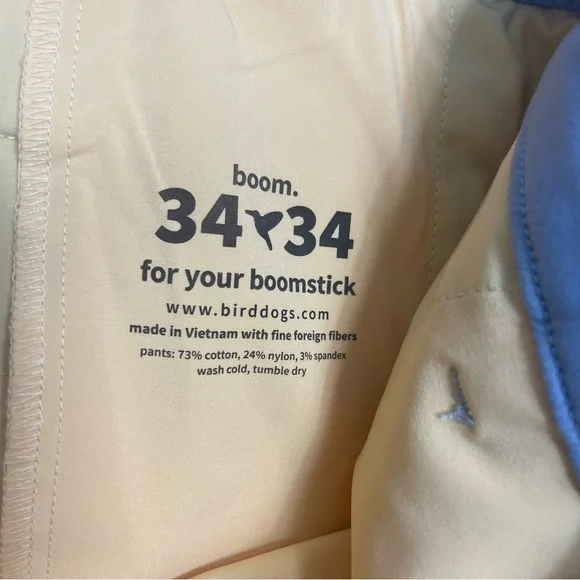 boom.
34 34
for your boomstick
www.birddogs.com
made in Vietnam with fine foreign fibers
pants: 73% cotton, 24% nylon, 3% spandex
wash cold, tumble dry